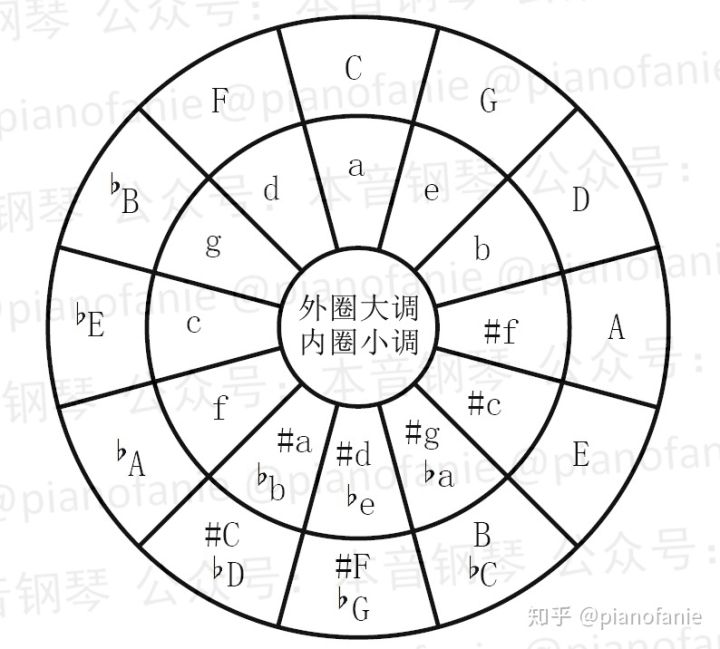 C
F
G
♭B
D
♭E
A
♭A
E
#C
♭D
#F
♭G
B
♭C
a
d
e
g
b
c
#f
f
#c
#a
♭b
#d
♭e
#g
♭a
外圈大调
内圈小调
公众号：本音钢琴 @pianofanie
知乎 @pianofanie